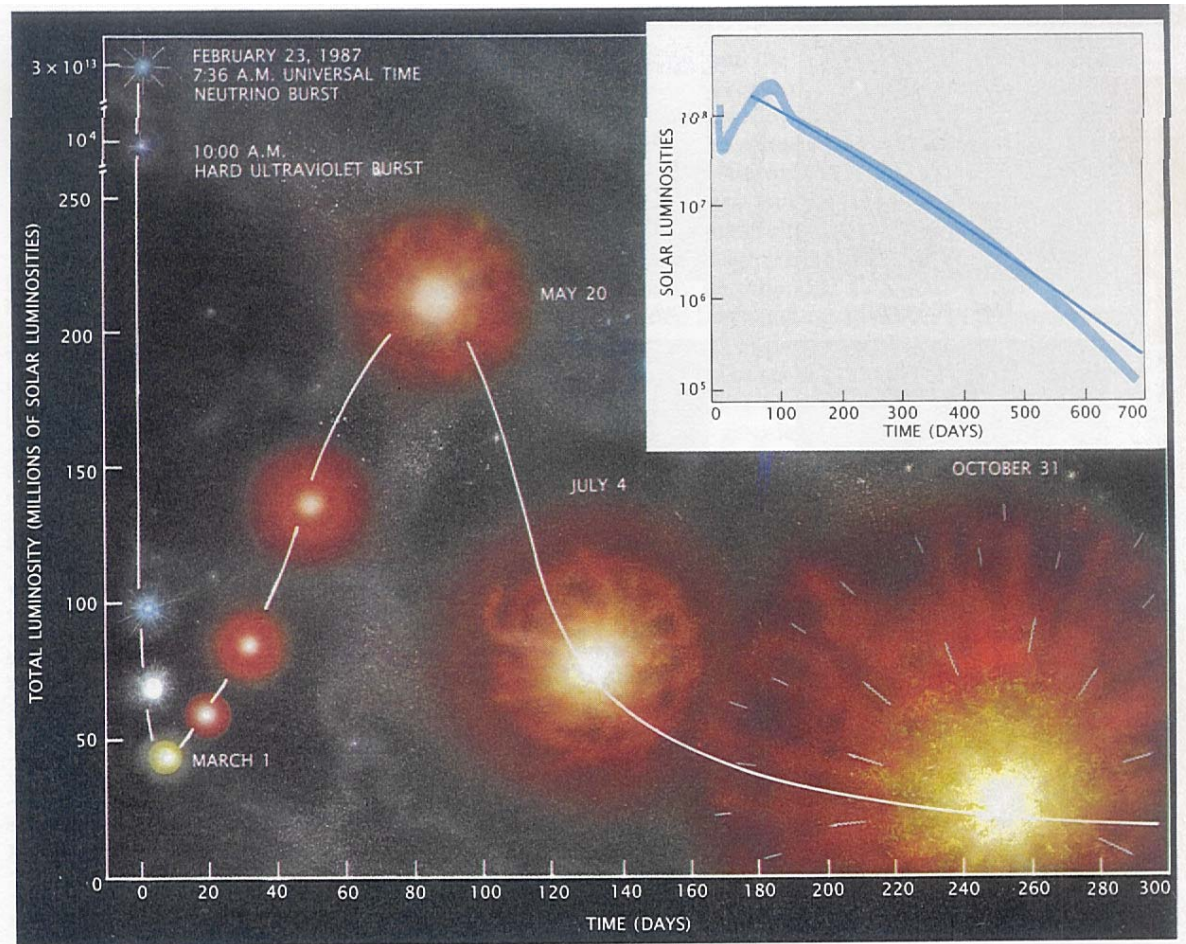 3 × 10¹³
10⁴
250
200
150
100
50
0
TOTAL LUMINOSITY (MILLIONS OF SOLAR LUMINOSITIES)
FEBRUARY 23, 1987
7:36 A.M. UNIVERSAL TIME
NEUTRINO BURST
10:00 A.M.
HARD ULTRAVIOLET BURST
MAY 20
JULY 4
OCTOBER 31
MARCH 1
0 20 40 60 80 100 120 140 160 180 200 220 240 260 280 300
TIME (DAYS)
SOLAR LUMINOSITIES
10⁸
10⁷
10⁶
10⁵
0 100 200 300 400 500 600 700
TIME (DAYS)